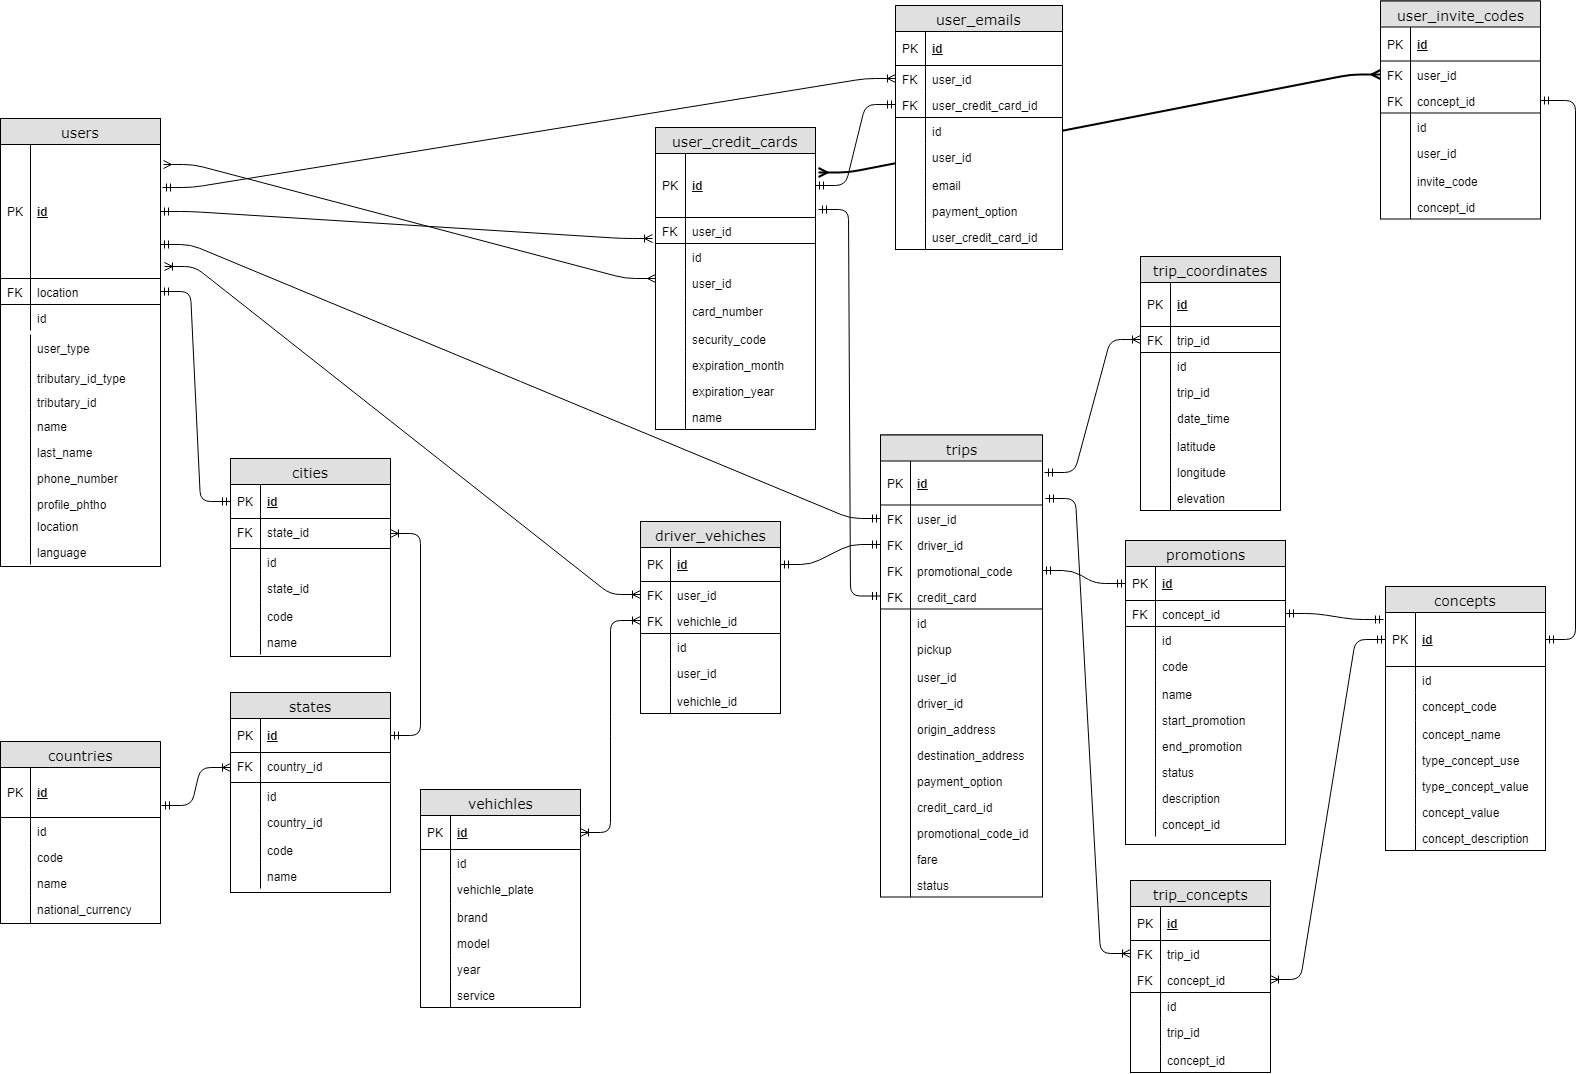 users
PK id
FK location
id
user_type
tributary_id_type
tributary_id
name
last_name
phone_number
profile_phtho
location
language
cities
PK id
FK state_id
id
state_id
code
name
states
PK id
FK country_id
id
country_id
code
name
countries
PK id
id
code
name
national_currency
vehichles
PK id
id
vehichle_plate
brand
model
year
service
user_credit_cards
PK id
FK user_id
id
user_id
card_number
security_code
expiration_month
expiration_year
name
driver_vehiches
PK id
FK user_id
FK vehichle_id
id
user_id
vehichle_id
user_emails
PK id
FK user_id
FK user_credit_card_id
id
user_id
email
payment_option
user_credit_card_id
trips
PK id
FK user_id
FK driver_id
FK promotional_code
FK credit_card
id
pickup
user_id
driver_id
origin_address
destination_address
payment_option
credit_card_id
promotional_code_id
fare
status
user_invite_codes
PK id
FK user_id
FK concept_id
id
user_id
invite_code
concept_id
trip_coordinates
PK id
FK trip_id
id
trip_id
date_time
latitude
longitude
elevation
promotions
PK id
FK concept_id
id
code
name
start_promotion
end_promotion
status
description
concept_id
concepts
PK id
id
concept_code
concept_name
type_concept_use
type_concept_value
concept_value
concept_description
trip_concepts
PK id
FK trip_id
FK concept_id
id
trip_id
concept_id